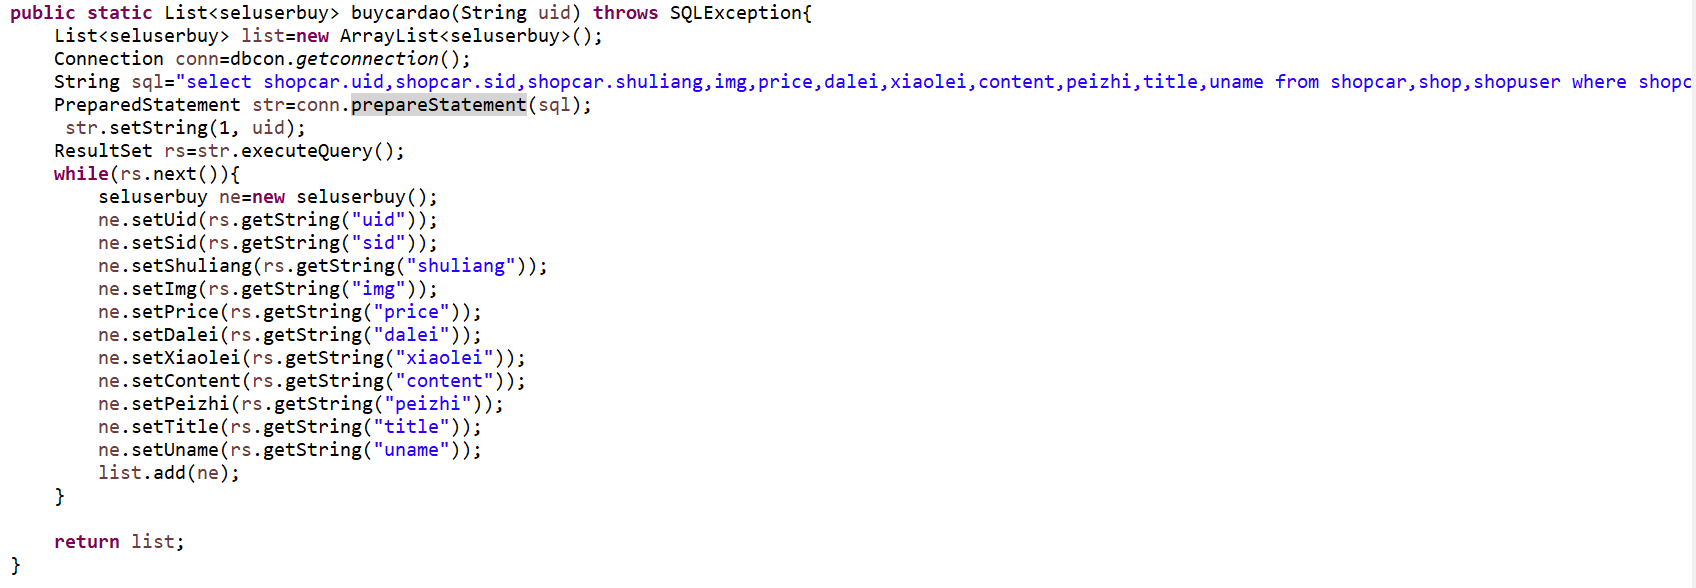 public static List<seluserbuy> buycardao(String uid) throws SQLException{
List<seluserbuy> list=new ArrayList<seluserbuy>();
Connection conn=dbcon.getconnection();
String sql="select shopcar.uid,shopcar.sid,shopcar.shuliang,img,price,dalei,xiaolei,content,peizhi,title,uname from shopcar,shop,shopuser where shopc
PreparedStatement str=conn.prepareStatement(sql);
str.setString(1, uid);
ResultSet rs=str.executeQuery();
while(rs.next()){
seluserbuy ne=new seluserbuy();
ne.setUid(rs.getString("uid"));
ne.setSid(rs.getString("sid"));
ne.setShuliang(rs.getString("shuliang"));
ne.setImg(rs.getString("img"));
ne.setPrice(rs.getString("price"));
ne.setDalei(rs.getString("dalei"));
ne.setXiaolei(rs.getString("xiaolei"));
ne.setContent(rs.getString("content"));
ne.setPeizhi(rs.getString("peizhi"));
ne.setTitle(rs.getString("title"));
ne.setUname(rs.getString("uname"));
list.add(ne);
}
return list;
}